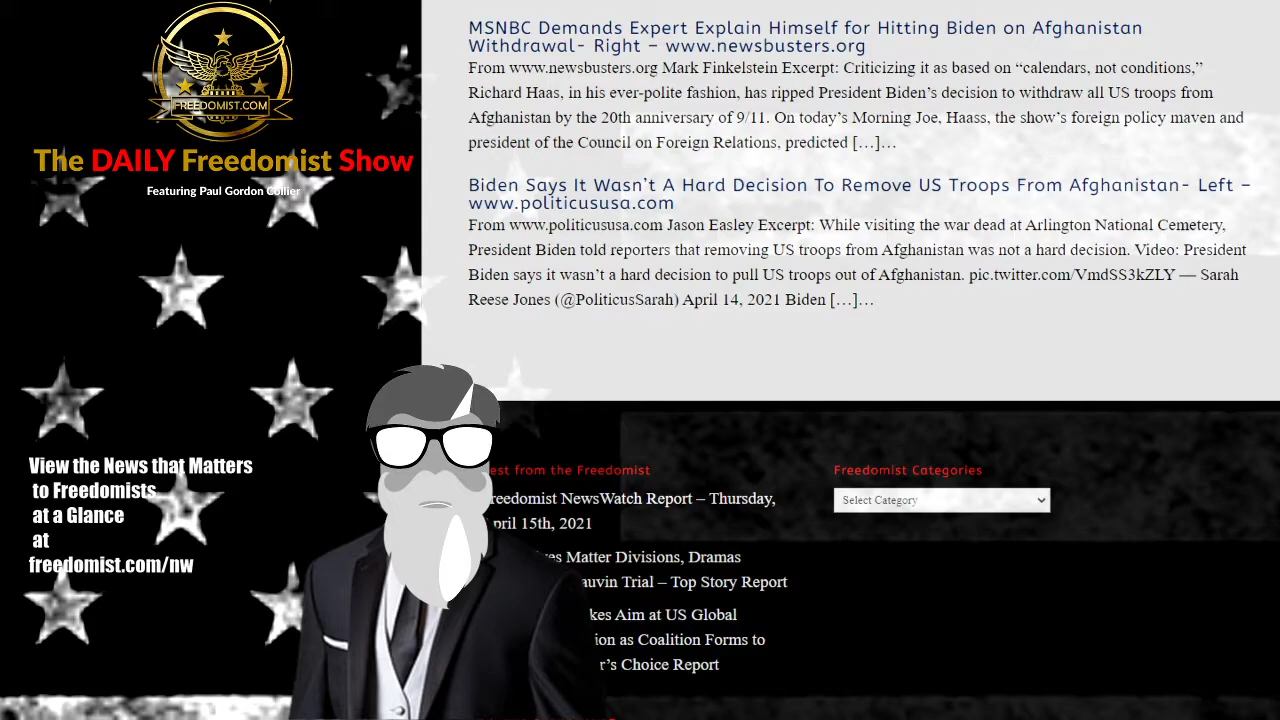 FREEDOMIST.COM
The DAILY Freedomist Show
Featuring Paul Gordon Collier
View the News that Matters
to Freedomists
at a Glance
at
freedomist.com/nw
MSNBC Demands Expert Explain Himself for Hitting Biden on Afghanistan
Withdrawal- Right – www.newsbusters.org
From www.newsbusters.org Mark Finkelstein Excerpt: Criticizing it as based on “calendars, not conditions,”
Richard Haas, in his ever-polite fashion, has ripped President Biden’s decision to withdraw all US troops from
Afghanistan by the 20th anniversary of 9/11. On today’s Morning Joe, Haass, the show’s foreign policy maven and
president of the Council on Foreign Relations, predicted […]…
Biden Says It Wasn’t A Hard Decision To Remove US Troops From Afghanistan- Left –
www.politicususa.com
From www.politicususa.com Jason Easley Excerpt: While visiting the war dead at Arlington National Cemetery,
President Biden told reporters that removing US troops from Afghanistan was not a hard decision. Video: President
Biden says it wasn’t a hard decision to pull US troops out of Afghanistan. pic.twitter.com/VmdSS3kZLY — Sarah
Reese Jones (@PoliticusSarah) April 14, 2021 Biden […]…
est from the Freedomist
reedomist NewsWatch Report – Thursday,
pril 15th, 2021
es Matter Divisions, Dramas
auvin Trial – Top Story Report
kes Aim at US Global
ion as Coalition Forms to
r’s Choice Report
Freedomist Categories
Select Category